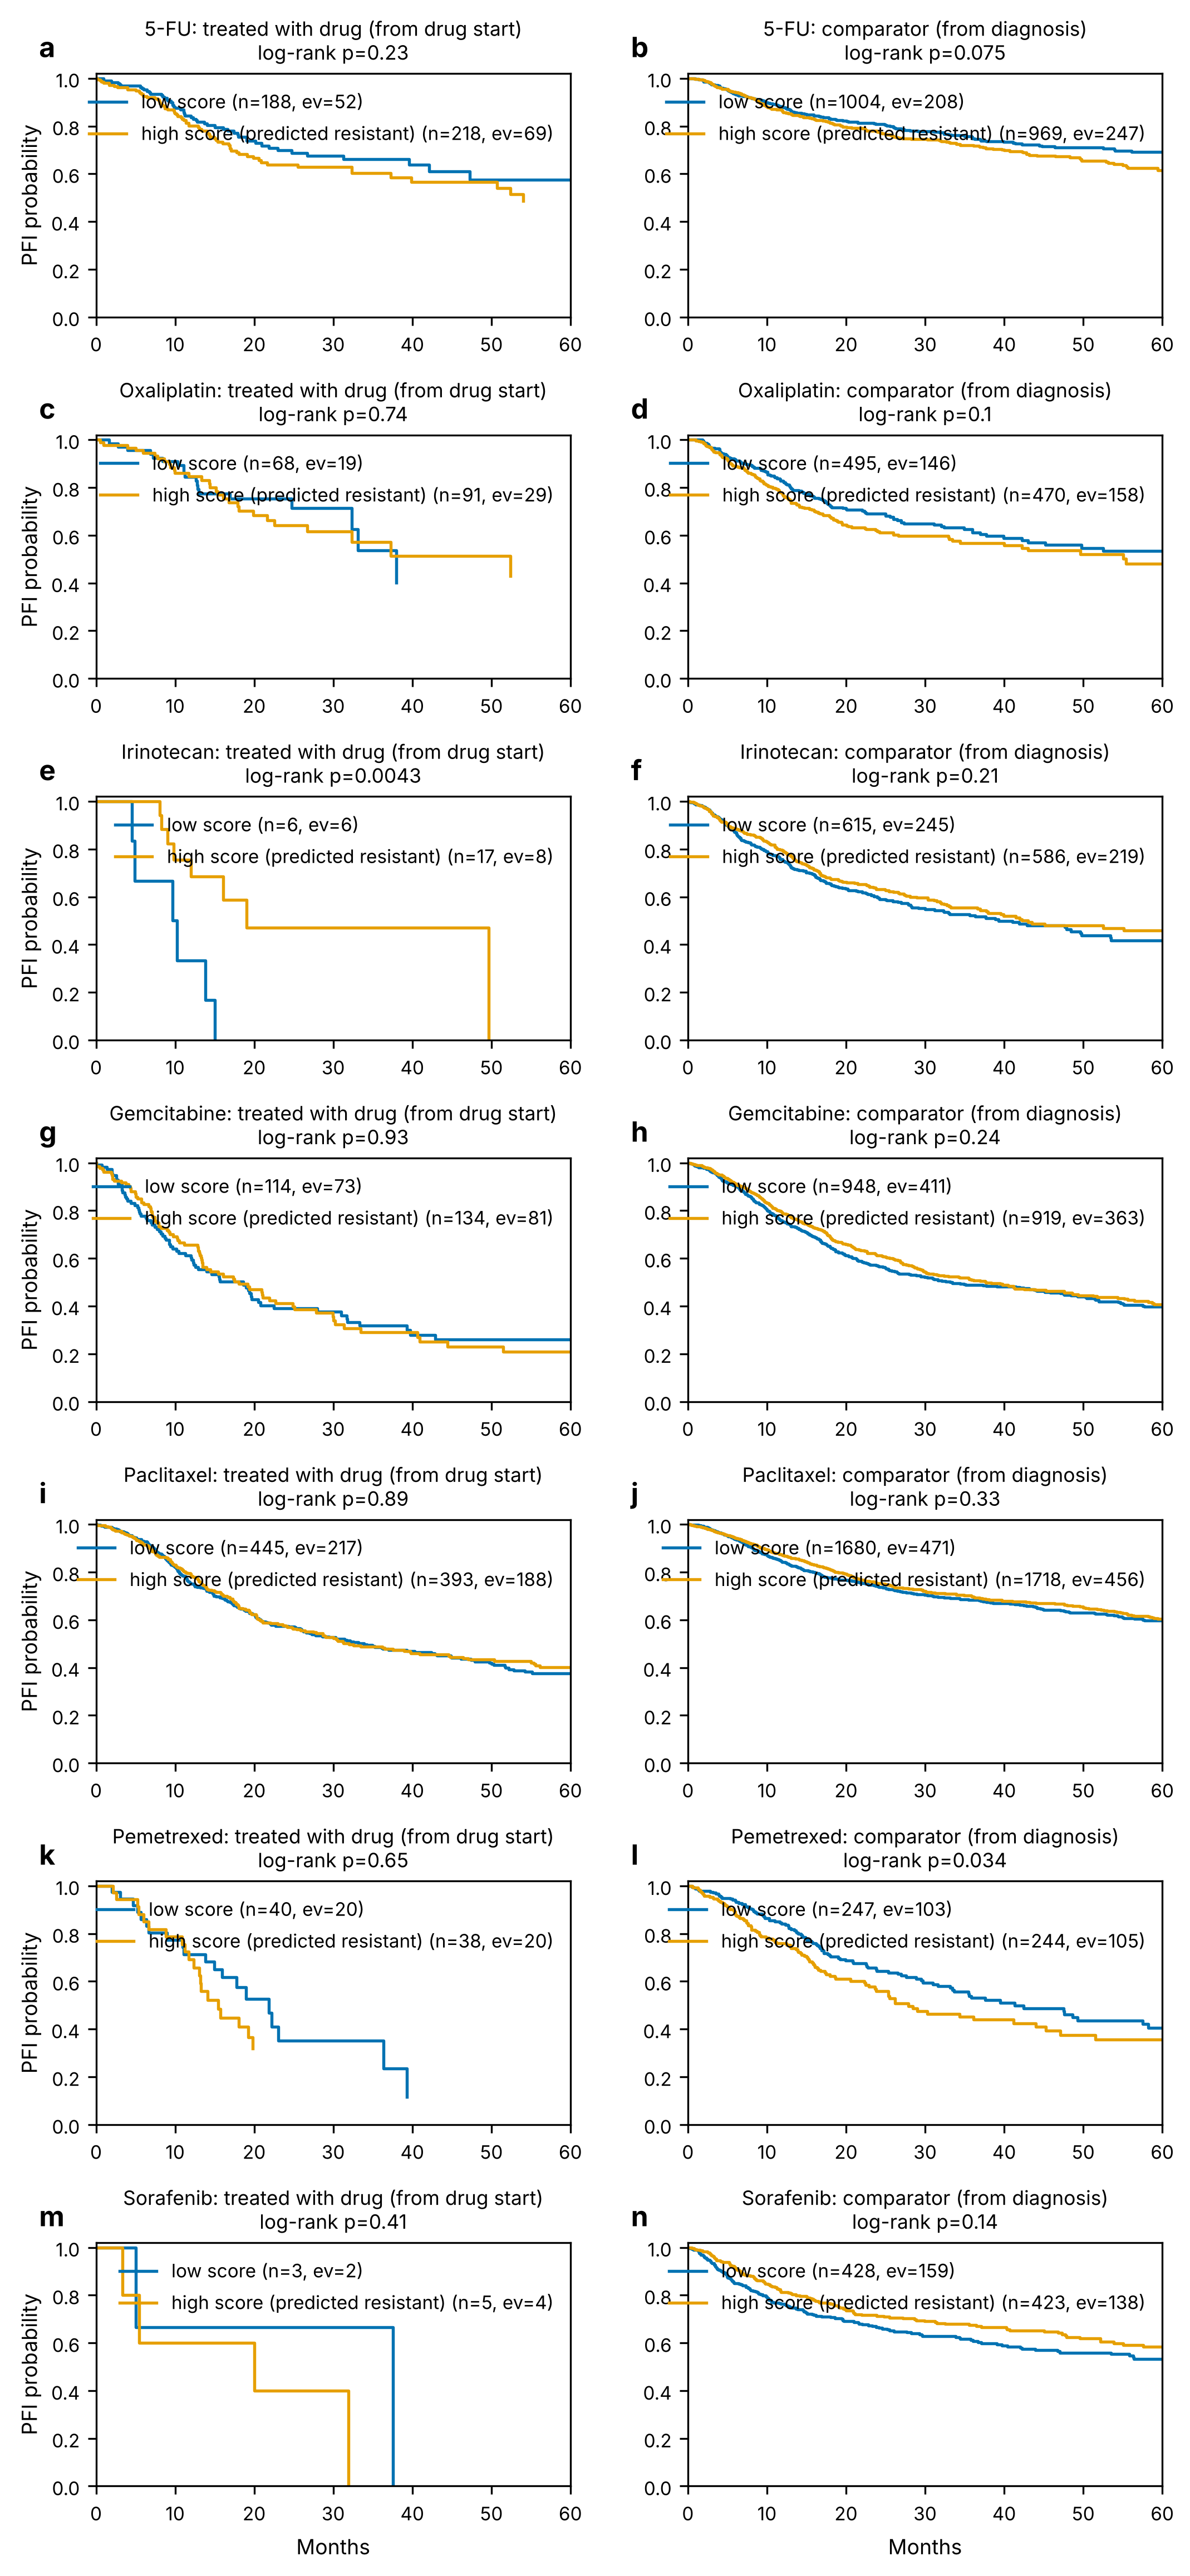 a
5-FU: treated with drug (from drug start)
log-rank p=0.23
PFI probability
1.0
0.8
0.6
0.4
0.2
0.0
low score (n=188, ev=52)
high score (predicted resistant) (n=218, ev=69)
0 10 20 30 40 50 60
b
5-FU: comparator (from diagnosis)
log-rank p=0.075
1.0
0.8
0.6
0.4
0.2
0.0
low score (n=1004, ev=208)
high score (predicted resistant) (n=969, ev=247)
0 10 20 30 40 50 60
c
Oxaliplatin: treated with drug (from drug start)
log-rank p=0.74
PFI probability
1.0
0.8
0.6
0.4
0.2
0.0
low score (n=68, ev=19)
high score (predicted resistant) (n=91, ev=29)
0 10 20 30 40 50 60
d
Oxaliplatin: comparator (from diagnosis)
log-rank p=0.1
1.0
0.8
0.6
0.4
0.2
0.0
low score (n=495, ev=146)
high score (predicted resistant) (n=470, ev=158)
0 10 20 30 40 50 60
e
Irinotecan: treated with drug (from drug start)
log-rank p=0.0043
PFI probability
1.0
0.8
0.6
0.4
0.2
0.0
low score (n=6, ev=6)
high score (predicted resistant) (n=17, ev=8)
0 10 20 30 40 50 60
f
Irinotecan: comparator (from diagnosis)
log-rank p=0.21
1.0
0.8
0.6
0.4
0.2
0.0
low score (n=615, ev=245)
high score (predicted resistant) (n=586, ev=219)
0 10 20 30 40 50 60
g
Gemcitabine: treated with drug (from drug start)
log-rank p=0.93
PFI probability
1.0
0.8
0.6
0.4
0.2
0.0
low score (n=114, ev=73)
high score (predicted resistant) (n=134, ev=81)
0 10 20 30 40 50 60
h
Gemcitabine: comparator (from diagnosis)
log-rank p=0.24
1.0
0.8
0.6
0.4
0.2
0.0
low score (n=948, ev=411)
high score (predicted resistant) (n=919, ev=363)
0 10 20 30 40 50 60
i
Paclitaxel: treated with drug (from drug start)
log-rank p=0.89
PFI probability
1.0
0.8
0.6
0.4
0.2
0.0
low score (n=445, ev=217)
high score (predicted resistant) (n=393, ev=188)
0 10 20 30 40 50 60
j
Paclitaxel: comparator (from diagnosis)
log-rank p=0.33
1.0
0.8
0.6
0.4
0.2
0.0
low score (n=1680, ev=471)
high score (predicted resistant) (n=1718, ev=456)
0 10 20 30 40 50 60
k
Pemetrexed: treated with drug (from drug start)
log-rank p=0.65
PFI probability
1.0
0.8
0.6
0.4
0.2
0.0
low score (n=40, ev=20)
high score (predicted resistant) (n=38, ev=20)
0 10 20 30 40 50 60
l
Pemetrexed: comparator (from diagnosis)
log-rank p=0.034
1.0
0.8
0.6
0.4
0.2
0.0
low score (n=247, ev=103)
high score (predicted resistant) (n=244, ev=105)
0 10 20 30 40 50 60
m
Sorafenib: treated with drug (from drug start)
log-rank p=0.41
PFI probability
1.0
0.8
0.6
0.4
0.2
0.0
low score (n=3, ev=2)
high score (predicted resistant) (n=5, ev=4)
0 10 20 30 40 50 60
Months
n
Sorafenib: comparator (from diagnosis)
log-rank p=0.14
1.0
0.8
0.6
0.4
0.2
0.0
low score (n=428, ev=159)
high score (predicted resistant) (n=423, ev=138)
0 10 20 30 40 50 60
Months